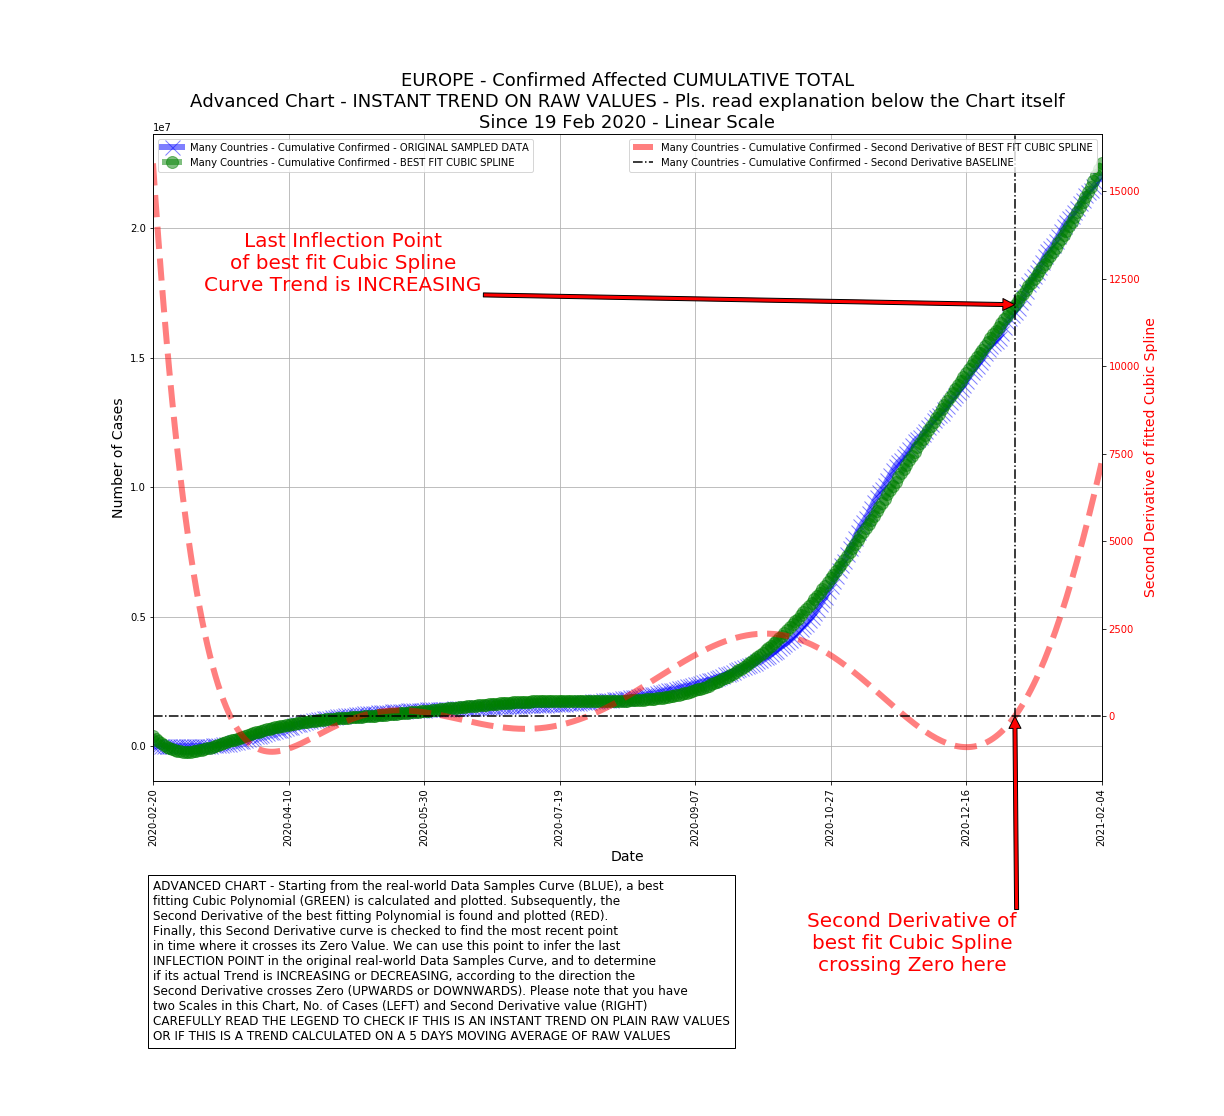 EUROPE - Confirmed Affected CUMULATIVE TOTAL
Advanced Chart - INSTANT TREND ON RAW VALUES - Pls. read explanation below the Chart itself
Since 19 Feb 2020 - Linear Scale
1e7
Many Countries - Cumulative Confirmed - ORIGINAL SAMPLED DATA
Many Countries - Cumulative Confirmed - BEST FIT CUBIC SPLINE
Many Countries - Cumulative Confirmed - Second Derivative of BEST FIT CUBIC SPLINE
Many Countries - Cumulative Confirmed - Second Derivative BASELINE
Last Inflection Point
of best fit Cubic Spline
Curve Trend is INCREASING
Number of Cases
2.0
1.5
1.0
0.5
0.0
15000
12500
10000
7500
5000
2500
0
Second Derivative of fitted Cubic Spline
2020-02-20
2020-04-10
2020-05-30
2020-07-19
2020-09-07
2020-10-27
2020-12-16
2021-02-04
Date
ADVANCED CHART - Starting from the real-world Data Samples Curve (BLUE), a best
fitting Cubic Polynomial (GREEN) is calculated and plotted. Subsequently, the
Second Derivative of the best fitting Polynomial is found and plotted (RED).
Finally, this Second Derivative curve is checked to find the most recent point
in time where it crosses its Zero Value. We can use this point to infer the last
INFLECTION POINT in the original real-world Data Samples Curve, and to determine
if its actual Trend is INCREASING or DECREASING, according to the direction the
Second Derivative crosses Zero (UPWARDS or DOWNWARDS). Please note that you have
two Scales in this Chart, No. of Cases (LEFT) and Second Derivative value (RIGHT)
CAREFULLY READ THE LEGEND TO CHECK IF THIS IS AN INSTANT TREND ON PLAIN RAW VALUES
OR IF THIS IS A TREND CALCULATED ON A 5 DAYS MOVING AVERAGE OF RAW VALUES
Second Derivative of
best fit Cubic Spline
crossing Zero here